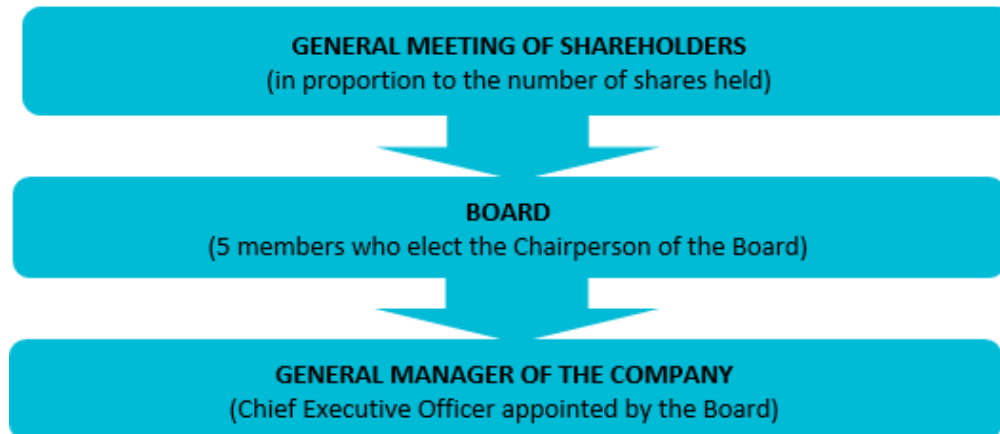 GENERAL MEETING OF SHAREHOLDERS
(in proportion to the number of shares held)
BOARD
(5 members who elect the Chairperson of the Board)
GENERAL MANAGER OF THE COMPANY
(Chief Executive Officer appointed by the Board)